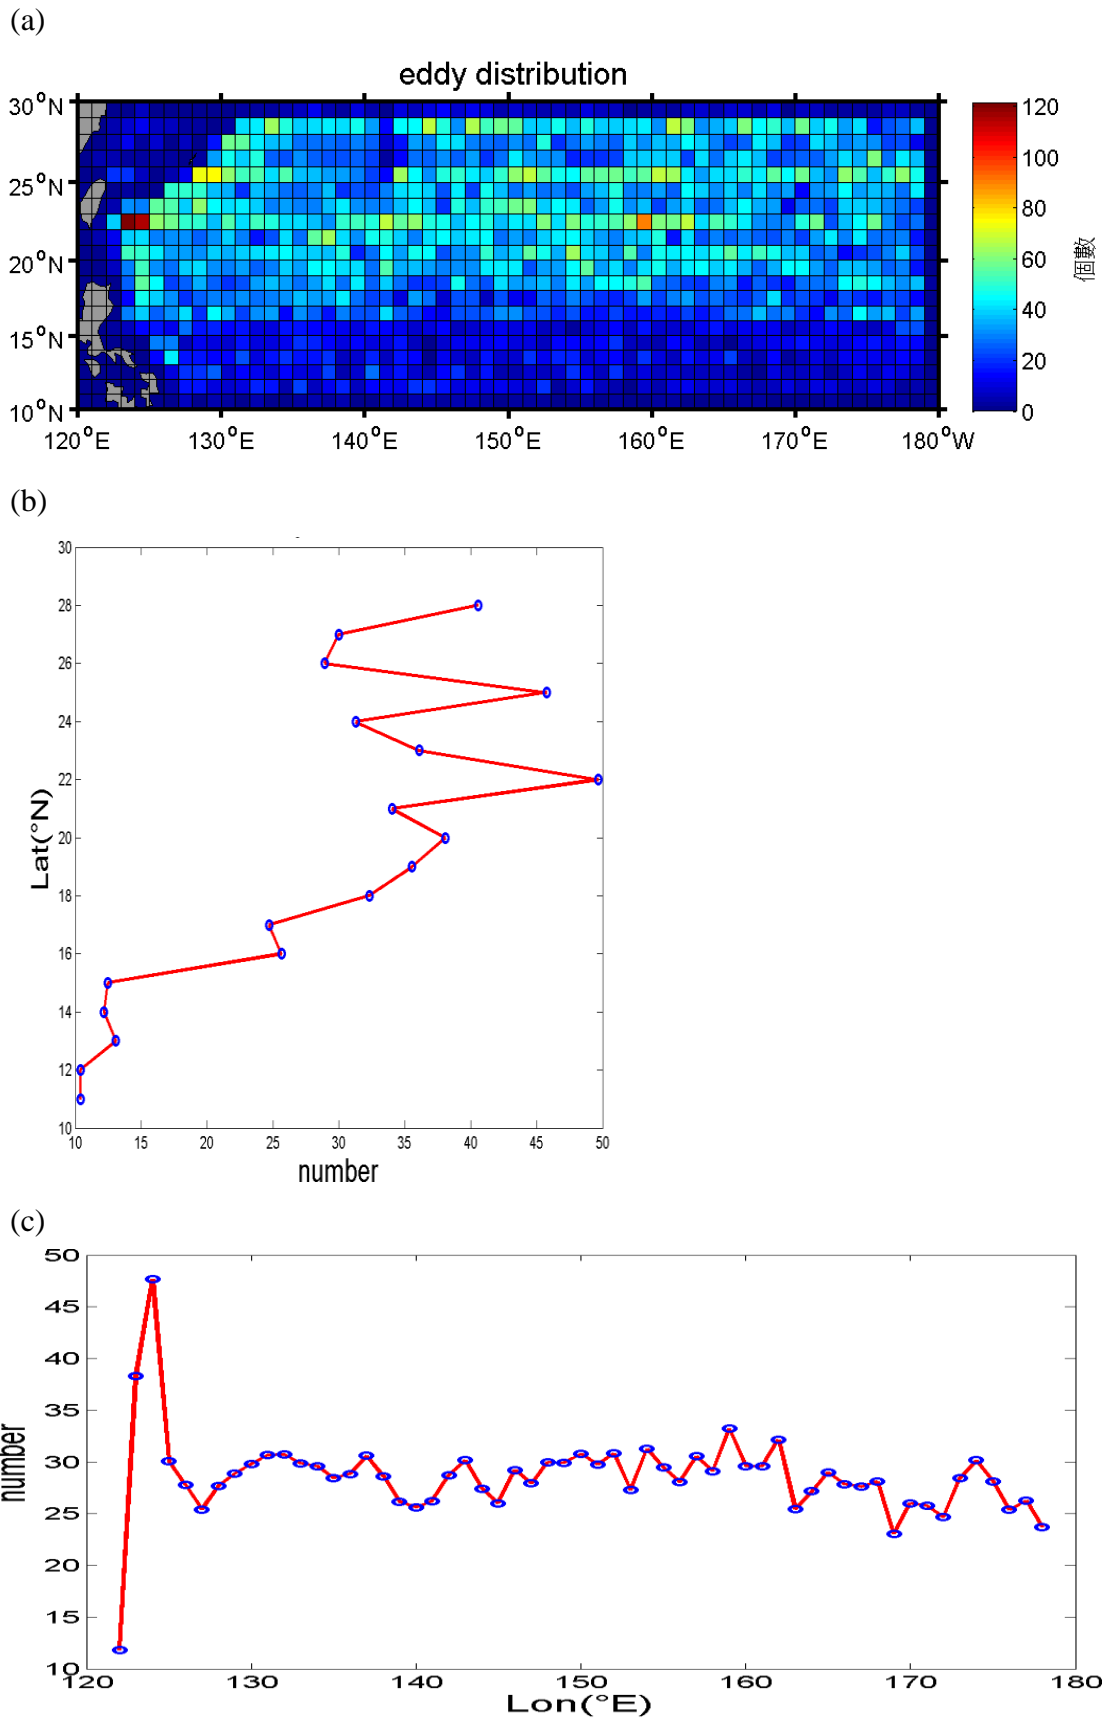 (a)
eddy distribution
30°N
25°N
20°N
15°N
10°N
120°E 130°E 140°E 150°E 160°E 170°E 180°W
120
100
80
60
40
20
0
個數
(b)
30
28
26
24
22
20
18
16
14
12
10
Lat(°N)
10 15 20 25 30 35 40 45 50
number
(c)
50
45
40
35
30
25
20
15
10
number
120 130 140 150 160 170 180
Lon(°E)